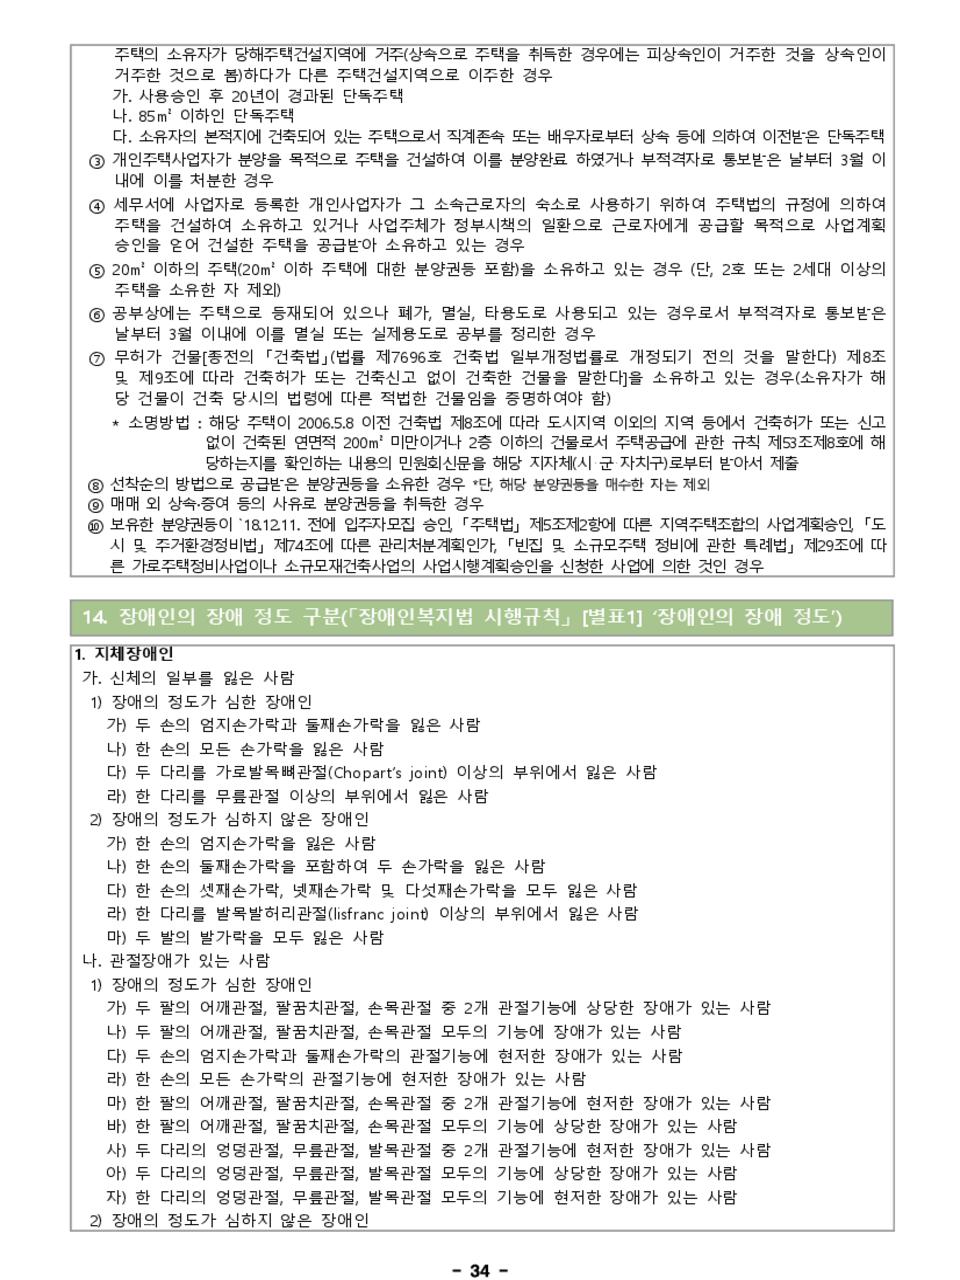 주택의 소유자가 당해주택건설지역에 거주(상속으로 주택을 취득한 경우에는 피상속인이 거주한 것을 상속인이
거주한 것으로 봄)하다가 다른 주택건설지역으로 이주한 경우
가. 사용승인 후 20년이 경과된 단독주택
나. 85㎡ 이하인 단독주택
다. 소유자의 본적지에 건축되어 있는 주택으로서 직계존속 또는 배우자로부터 상속 등에 의하여 이전받은 단독주택
③ 개인주택사업자가 분양을 목적으로 주택을 건설하여 이를 분양완료 하였거나 부적격자로 통보받은 날부터 3월 이
내에 이를 처분한 경우
④ 세무서에 사업자로 등록한 개인사업자가 그 소속근로자의 숙소로 사용하기 위하여 주택법의 규정에 의하여
주택을 건설하여 소유하고 있거나 사업주체가 정부시책의 일환으로 근로자에게 공급할 목적으로 사업계획
승인을 얻어 건설한 주택을 공급받아 소유하고 있는 경우
⑤ 20㎡ 이하의 주택(20㎡ 이하 주택에 대한 분양권등 포함)을 소유하고 있는 경우 (단, 2호 또는 2세대 이상의
주택을 소유한 자 제외)
⑥ 공부상에는 주택으로 등재되어 있으나 폐가, 멸실, 타용도로 사용되고 있는 경우로서 부적격자로 통보받은
날부터 3월 이내에 이를 멸실 또는 실제용도로 공부를 정리한 경우
⑦ 무허가 건물[종전의 「건축법」(법률 제7696호 건축법 일부개정법률로 개정되기 전의 것을 말한다) 제8조
및 제9조에 따라 건축허가 또는 건축신고 없이 건축한 건물을 말한다]을 소유하고 있는 경우(소유자가 해
당 건물이 건축 당시의 법령에 따른 적법한 건물임을 증명하여야 함)
* 소명방법 : 해당 주택이 2006.5.8 이전 건축법 제8조에 따라 도시지역 이외의 지역 등에서 건축허가 또는 신고
없이 건축된 연면적 200㎡ 미만이거나 2층 이하의 건물로서 주택공급에 관한 규칙 제53조제8호에 해
당하는지를 확인하는 내용의 민원회신문을 해당 지자체(시·군·자치구)로부터 받아서 제출
⑧ 선착순의 방법으로 공급받은 분양권등을 소유한 경우 *단, 해당 분양권등을 매수한 자는 제외
⑨ 매매 외 상속·증여 등의 사유로 분양권등을 취득한 경우
⑩ 보유한 분양권등이 `18.12.11. 전에 입주자모집 승인, 「주택법」 제5조제2항에 따른 지역주택조합의 사업계획승인, 「도
시 및 주거환경정비법」 제74조에 따른 관리처분계획인가, 「빈집 및 소규모주택 정비에 관한 특례법」 제29조에 따
른 가로주택정비사업이나 소규모재건축사업의 사업시행계획승인을 신청한 사업에 의한 것인 경우
14. 장애인의 장애 정도 구분(「장애인복지법 시행규칙」 [별표1] ‘장애인의 장애 정도’)
1. 지체장애인
가. 신체의 일부를 잃은 사람
1) 장애의 정도가 심한 장애인
가) 두 손의 엄지손가락과 둘째손가락을 잃은 사람
나) 한 손의 모든 손가락을 잃은 사람
다) 두 다리를 가로발목뼈관절(Chopart's joint) 이상의 부위에서 잃은 사람
라) 한 다리를 무릎관절 이상의 부위에서 잃은 사람
2) 장애의 정도가 심하지 않은 장애인
가) 한 손의 엄지손가락을 잃은 사람
나) 한 손의 둘째손가락을 포함하여 두 손가락을 잃은 사람
다) 한 손의 셋째손가락, 넷째손가락 및 다섯째손가락을 모두 잃은 사람
라) 한 다리를 발목발허리관절(lisfranc joint) 이상의 부위에서 잃은 사람
마) 두 발의 발가락을 모두 잃은 사람
나. 관절장애가 있는 사람
1) 장애의 정도가 심한 장애인
가) 두 팔의 어깨관절, 팔꿈치관절, 손목관절 중 2개 관절기능에 상당한 장애가 있는 사람
나) 두 팔의 어깨관절, 팔꿈치관절, 손목관절 모두의 기능에 장애가 있는 사람
다) 두 손의 엄지손가락과 둘째손가락의 관절기능에 현저한 장애가 있는 사람
라) 한 손의 모든 손가락의 관절기능에 현저한 장애가 있는 사람
마) 한 팔의 어깨관절, 팔꿈치관절, 손목관절 중 2개 관절기능에 현저한 장애가 있는 사람
바) 한 팔의 어깨관절, 팔꿈치관절, 손목관절 모두의 기능에 상당한 장애가 있는 사람
사) 두 다리의 엉덩관절, 무릎관절, 발목관절 중 2개 관절기능에 현저한 장애가 있는 사람
아) 두 다리의 엉덩관절, 무릎관절, 발목관절 모두의 기능에 상당한 장애가 있는 사람
자) 한 다리의 엉덩관절, 무릎관절, 발목관절 모두의 기능에 현저한 장애가 있는 사람
2) 장애의 정도가 심하지 않은 장애인
- 34 -